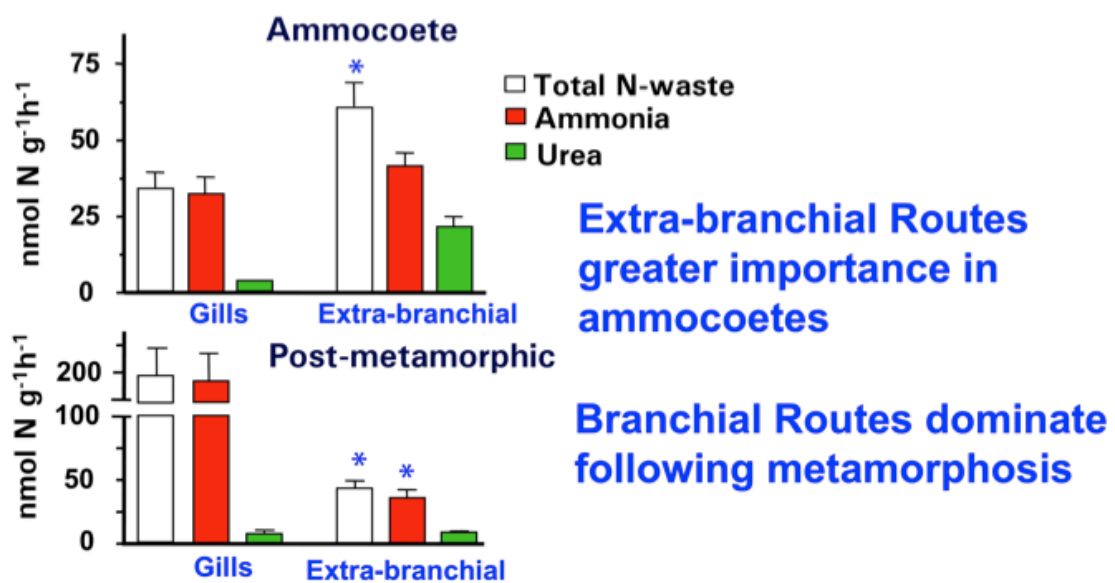 Ammocoete
nmol N g⁻¹h⁻¹
75
50
25
0
*
Gills
Extra-branchial
Total N-waste
Ammonia
Urea
Extra-branchial Routes
greater importance in
ammocoetes
Post-metamorphic
nmol N g⁻¹h⁻¹
200
100
50
0
*
*
Gills
Extra-branchial
Branchial Routes dominate
following metamorphosis